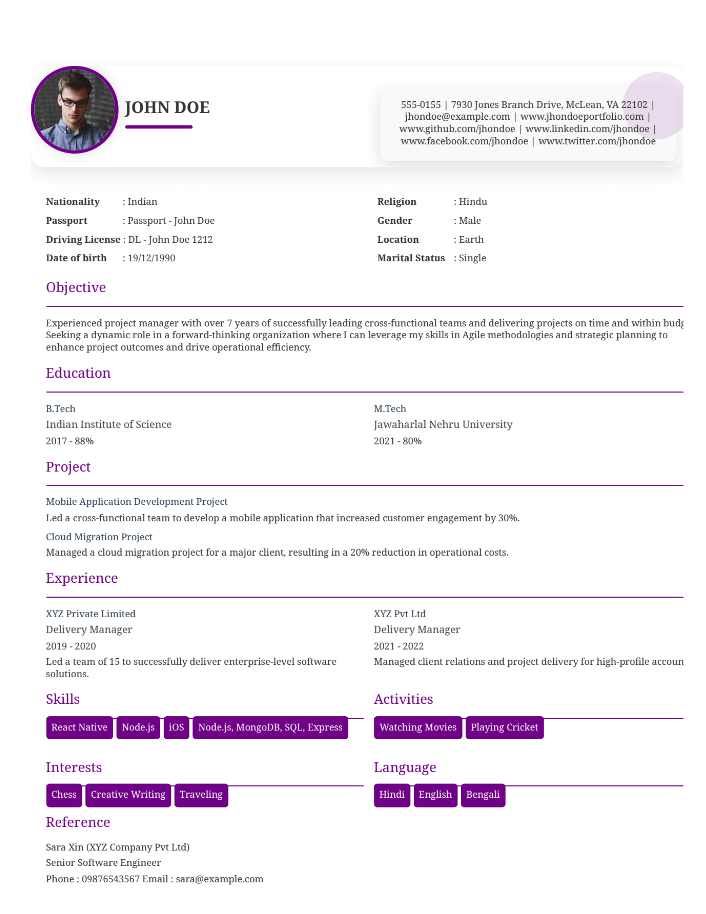 JOHN DOE
555-0155 | 7930 Jones Branch Drive, McLean, VA 22102 |
jhondoe@example.com | www.jhondoeportfolio.com |
www.github.com/jhondoe | www.linkedin.com/jhondoe |
www.facebook.com/jhondoe | www.twitter.com/jhondoe
Nationality : Indian
Passport : Passport - John Doe
Driving License : DL - John Doe 1212
Date of birth : 19/12/1990
Religion : Hindu
Gender : Male
Location : Earth
Marital Status : Single
Objective
Experienced project manager with over 7 years of successfully leading cross-functional teams and delivering projects on time and within
Seeking a dynamic role in a forward-thinking organization where I can leverage my skills in Agile methodologies and strategic planning to
enhance project outcomes and drive operational efficiency.
Education
B.Tech
Indian Institute of Science
2017 - 88%
M.Tech
Jawaharlal Nehru University
2021 - 80%
Project
Mobile Application Development Project
Led a cross-functional team to develop a mobile application that increased customer engagement by 30%.
Cloud Migration Project
Managed a cloud migration project for a major client, resulting in a 20% reduction in operational costs.
Experience
XYZ Private Limited
Delivery Manager
2019 - 2020
Led a team of 15 to successfully deliver enterprise-level software
solutions.
XYZ Pvt Ltd
Delivery Manager
2021 - 2022
Managed client relations and project delivery for high-profile accoun
Skills
React Native Node.js iOS Node.js, MongoDB, SQL, Express
Activities
Watching Movies Playing Cricket
Interests
Chess Creative Writing Traveling
Language
Hindi English Bengali
Reference
Sara Xin (XYZ Company Pvt Ltd)
Senior Software Engineer
Phone : 09876543567 Email : sara@example.com